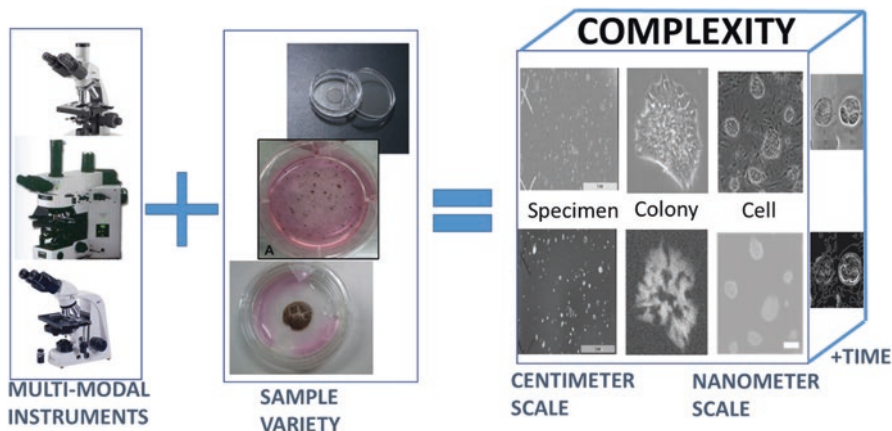 COMPLEXITY
A
Specimen
Colony
Cell
MULTI-MODAL
INSTRUMENTS
SAMPLE
VARIETY
CENTIMETER
SCALE
NANOMETER
SCALE
+TIME